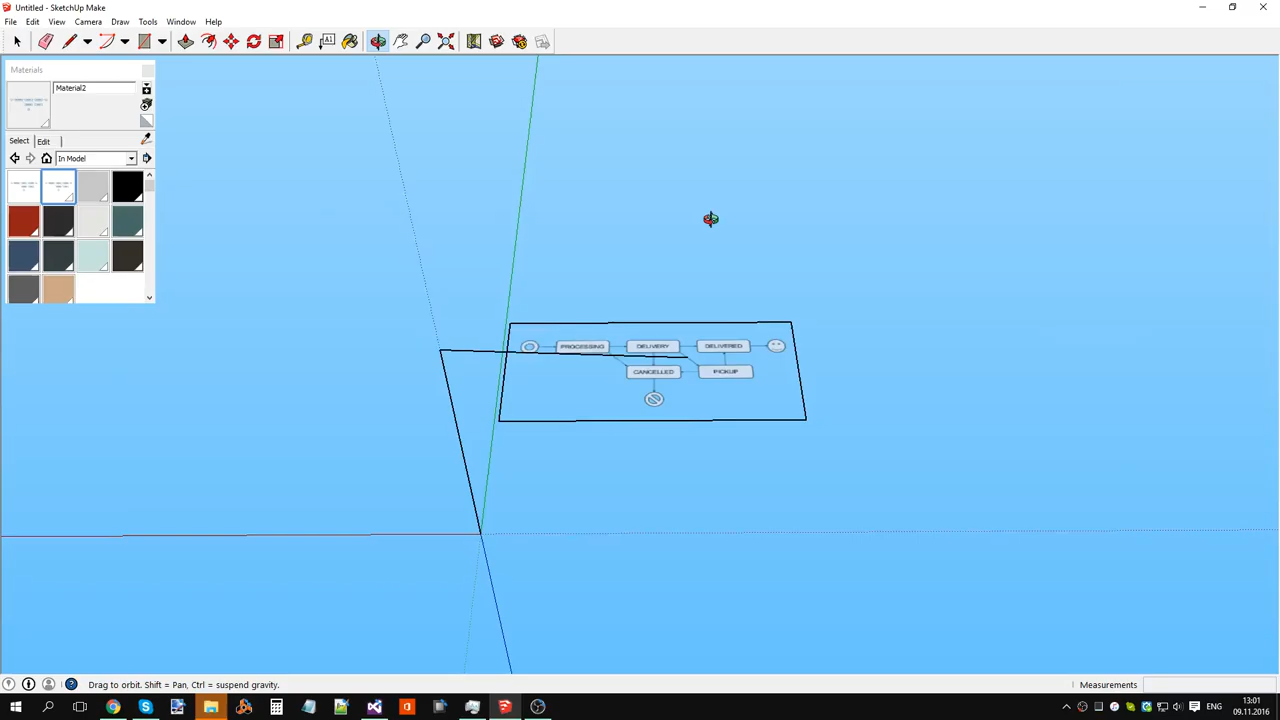 Untitled - SketchUp Make
File Edit View Camera Draw Tools Window Help
A1
Materials
Material2
Select Edit
In Model
PROCESSING DELIVERY DELIVERED
CANCELLED PICKUP
Drag to orbit. Shift = Pan, Ctrl = suspend gravity.
Measurements
ENG
13:01
09.11.2016